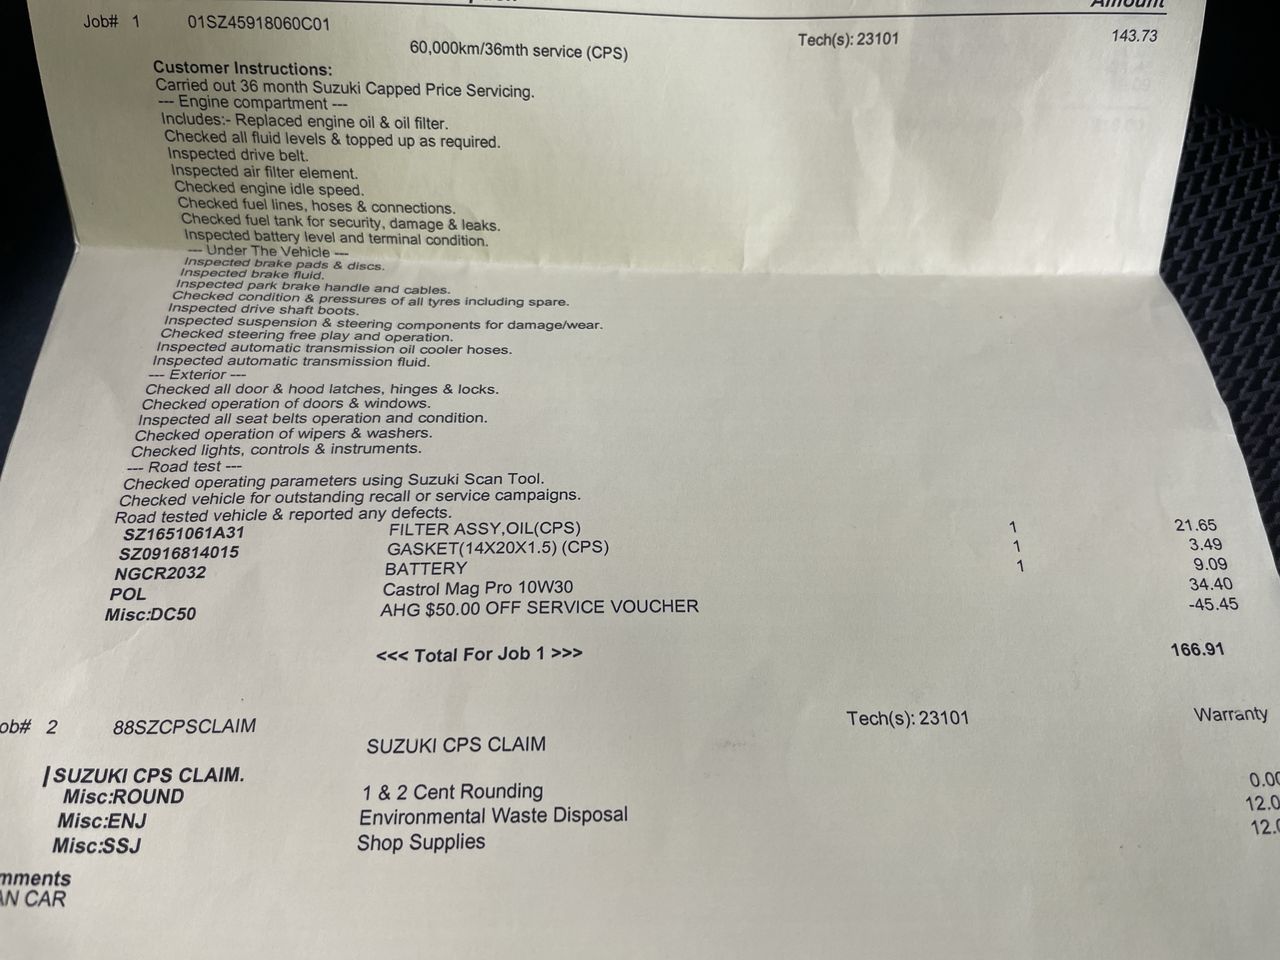 Amount
Job# 1 01SZ45918060C01
60,000km/36mth service (CPS) Tech(s): 23101 143.73
Customer Instructions:
Carried out 36 month Suzuki Capped Price Servicing.
--- Engine compartment ---
Includes:- Replaced engine oil & oil filter.
Checked all fluid levels & topped up as required.
Inspected drive belt.
Inspected air filter element.
Checked engine idle speed.
Checked fuel lines, hoses & connections.
Checked fuel tank for security, damage & leaks.
Inspected battery level and terminal condition.
--- Under The Vehicle ---
Inspected brake pads & discs.
Inspected brake fluid.
Inspected park brake handle and cables.
Checked condition & pressures of all tyres including spare.
Inspected drive shaft boots.
Inspected suspension & steering components for damage/wear.
Checked steering free play and operation.
Inspected automatic transmission oil cooler hoses.
Inspected automatic transmission fluid.
--- Exterior ---
Checked all door & hood latches, hinges & locks.
Checked operation of doors & windows.
Inspected all seat belts operation and condition.
Checked operation of wipers & washers.
Checked lights, controls & instruments.
--- Road test ---
Checked operating parameters using Suzuki Scan Tool.
Checked vehicle for outstanding recall or service campaigns.
Road tested vehicle & reported any defects.
SZ1651061A31 FILTER ASSY,OIL(CPS) 1 21.65
SZ0916814015 GASKET(14X20X1.5) (CPS) 1 3.49
NGCR2032 BATTERY 1 9.09
POL Castrol Mag Pro 10W30 34.40
Misc:DC50 AHG $50.00 OFF SERVICE VOUCHER -45.45
<<< Total For Job 1 >>> 166.91
ob# 2 88SZCPSCLAIM Tech(s): 23101 Warranty
SUZUKI CPS CLAIM
SUZUKI CPS CLAIM.
Misc:ROUND 1 & 2 Cent Rounding 0.00
Misc:ENJ Environmental Waste Disposal 12.0
Misc:SSJ Shop Supplies 12.0
mments
AN CAR